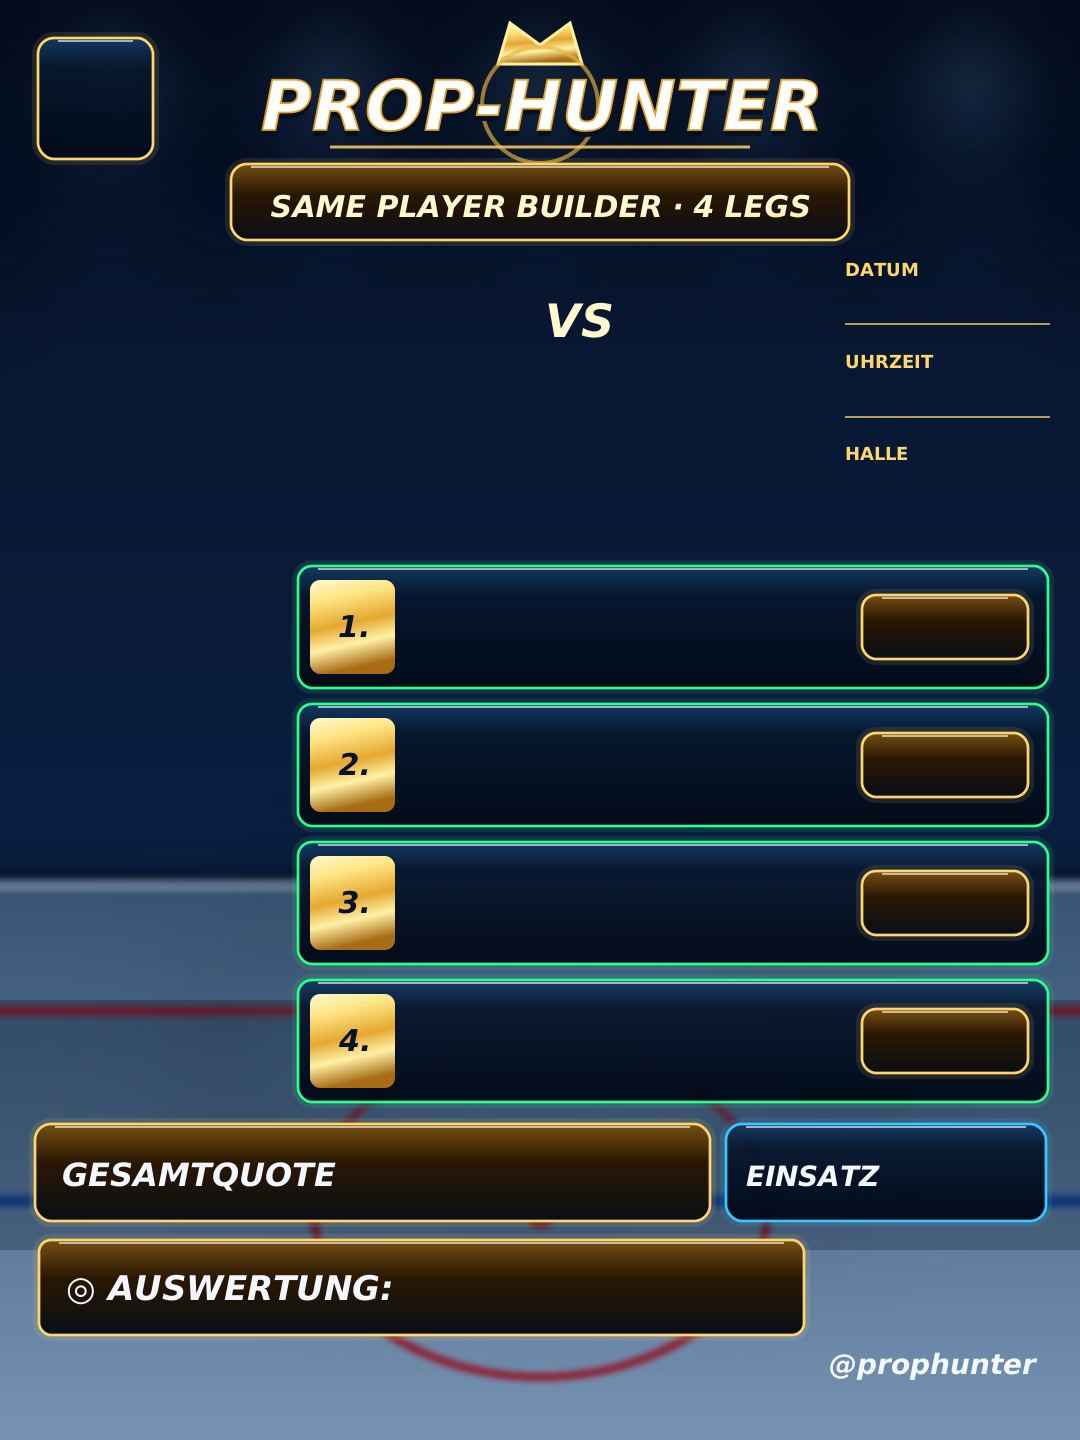 PROP-HUNTER
SAME PLAYER BUILDER · 4 LEGS
DATUM
VS
UHRZEIT
HALLE
1.
2.
3.
4.
GESAMTQUOTE
EINSATZ
◎ AUSWERTUNG:
@prophunter